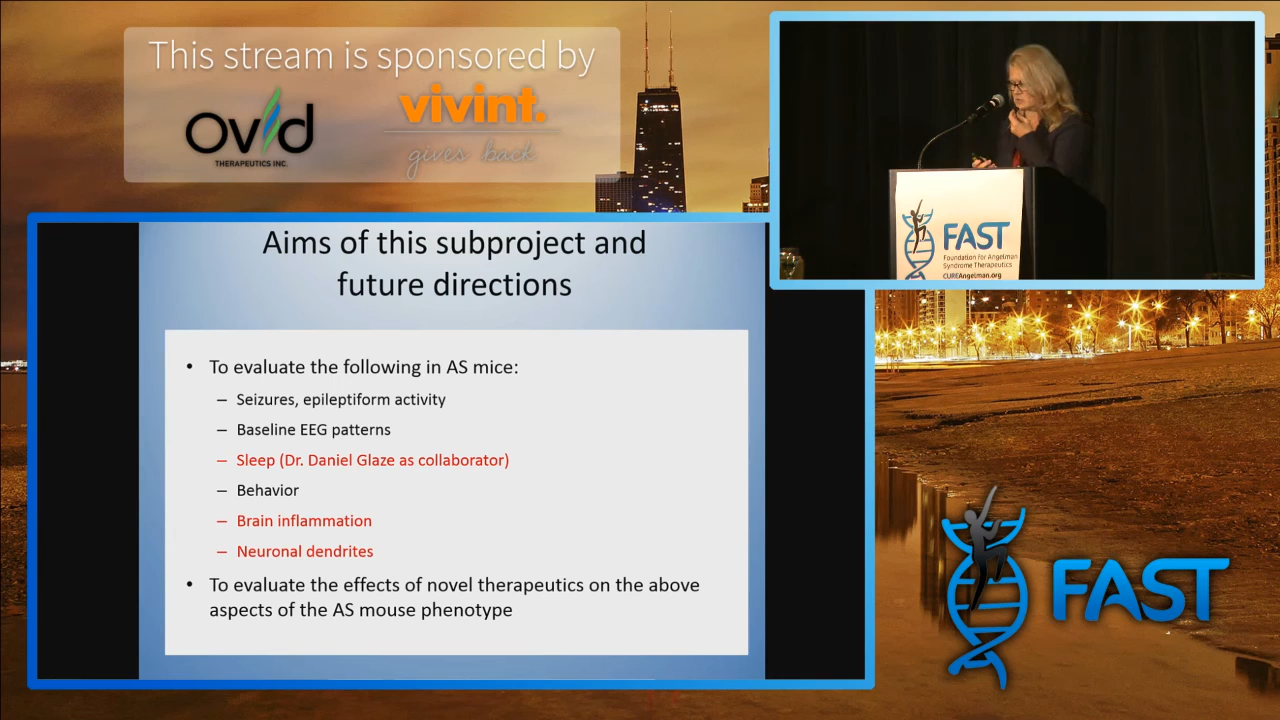 This stream is sponsored by
ovid
THERAPEUTICS INC.
vivint.
gives back
FAST
Foundation for Angelman
Syndrome Therapeutics
CUREAngelman.org
Aims of this subproject and
future directions
• To evaluate the following in AS mice:
– Seizures, epileptiform activity
– Baseline EEG patterns
– Sleep (Dr. Daniel Glaze as collaborator)
– Behavior
– Brain inflammation
– Neuronal dendrites
• To evaluate the effects of novel therapeutics on the above
aspects of the AS mouse phenotype
FAST